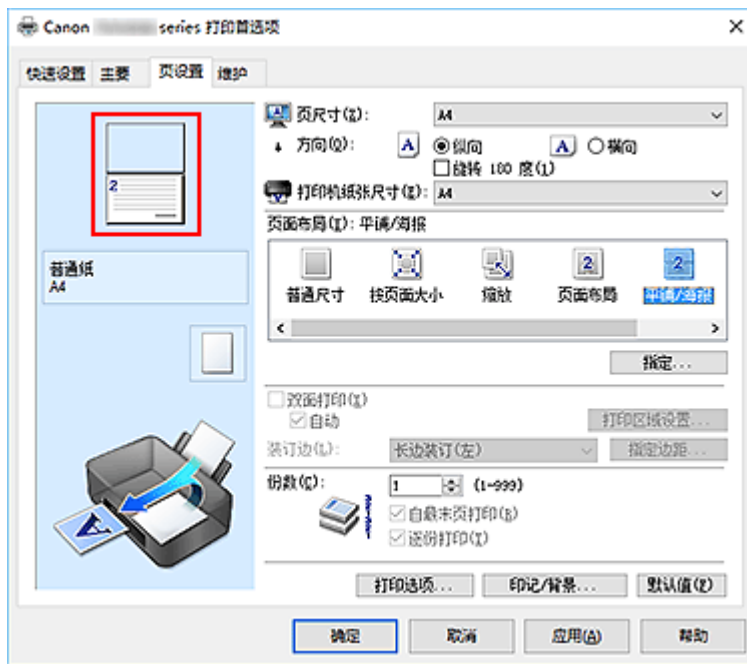 Canon series 打印首选项
快速设置 主要 页设置 维护
2
普通纸
A4
页尺寸(Z): A4
方向(O): A 纵向 A 横向
旋转 180 度(1)
打印机纸张尺寸(E): A4
页面布局(I): 平铺/海报
2 2
普通尺寸 按页面大小 缩放 页面布局 平铺/海报
指定...
双面打印(X)
自动 打印区域设置...
装订边(L): 长边装订(左) 指定边距...
份数(C): 1 (1-999)
自最末页打印(B)
逐份打印(T)
A
打印选项... 印记/背景... 默认值(F)
确定 取消 应用(A) 帮助